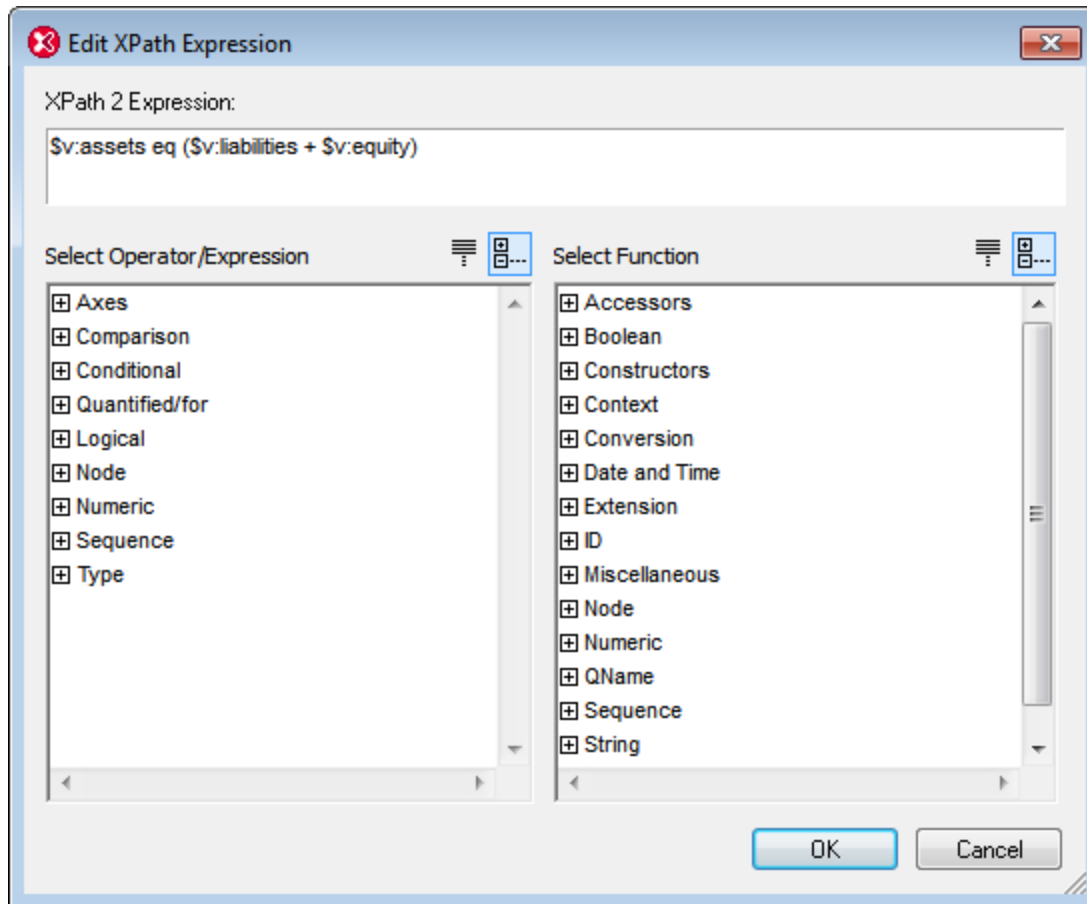 Edit XPath Expression
XPath 2 Expression:
$v:assets eq ($v:liabilities + $v:equity)
Select Operator/Expression
Axes
Comparison
Conditional
Quantified/for
Logical
Node
Numeric
Sequence
Type
Select Function
Accessors
Boolean
Constructors
Context
Conversion
Date and Time
Extension
ID
Miscellaneous
Node
Numeric
QName
Sequence
String
OK
Cancel